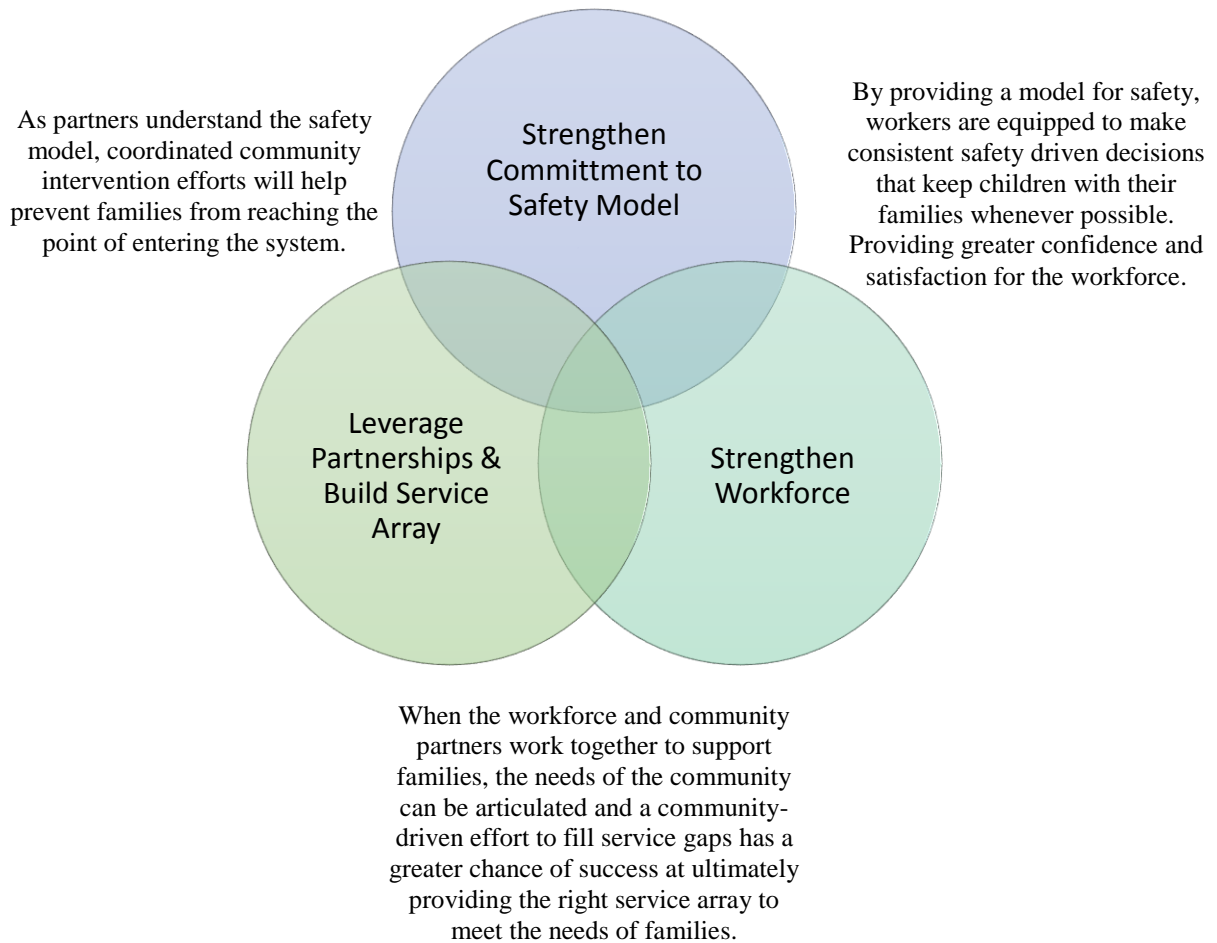 As partners understand the safety
model, coordinated community
intervention efforts will help
prevent families from reaching the
point of entering the system.
Strengthen
Committment to
Safety Model
By providing a model for safety,
workers are equipped to make
consistent safety driven decisions
that keep children with their
families whenever possible.
Providing greater confidence and
satisfaction for the workforce.
Leverage
Partnerships &
Build Service
Array
Strengthen
Workforce
When the workforce and community
partners work together to support
families, the needs of the community
can be articulated and a community-
driven effort to fill service gaps has a
greater chance of success at ultimately
providing the right service array to
meet the needs of families.